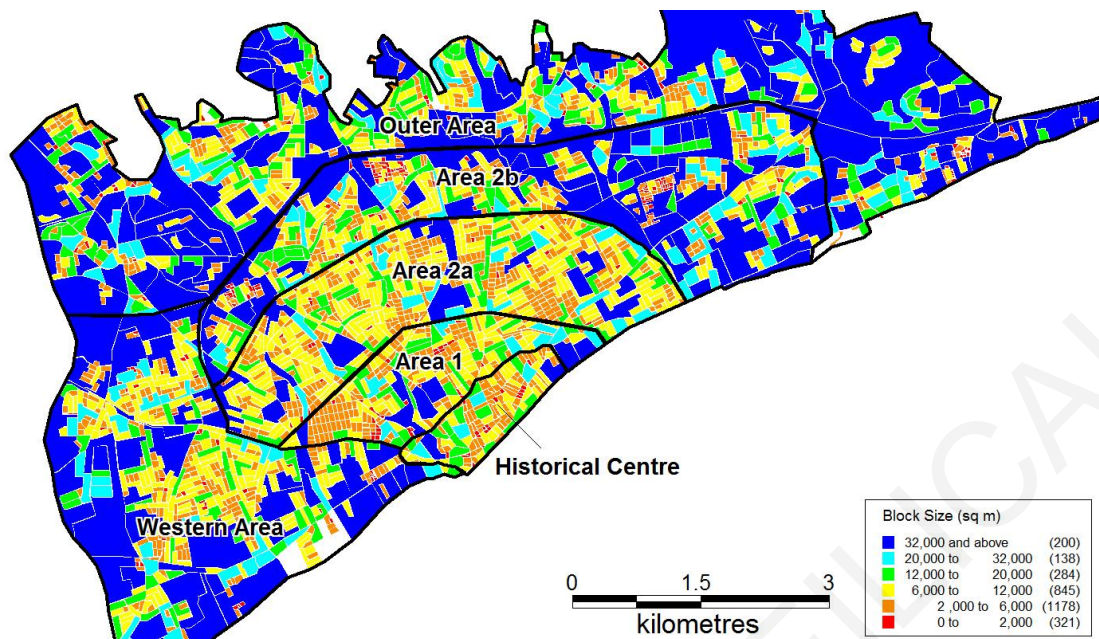 Outer Area
Area 2b
Area 2a
Area 1
Historical Centre
Western Area
Block Size (sq m)
32,000 and above (200)
20,000 to 32,000 (138)
12,000 to 20,000 (284)
6,000 to 12,000 (845)
2 ,000 to 6,000 (1178)
0 to 2,000 (321)
0 1.5 3
kilometres